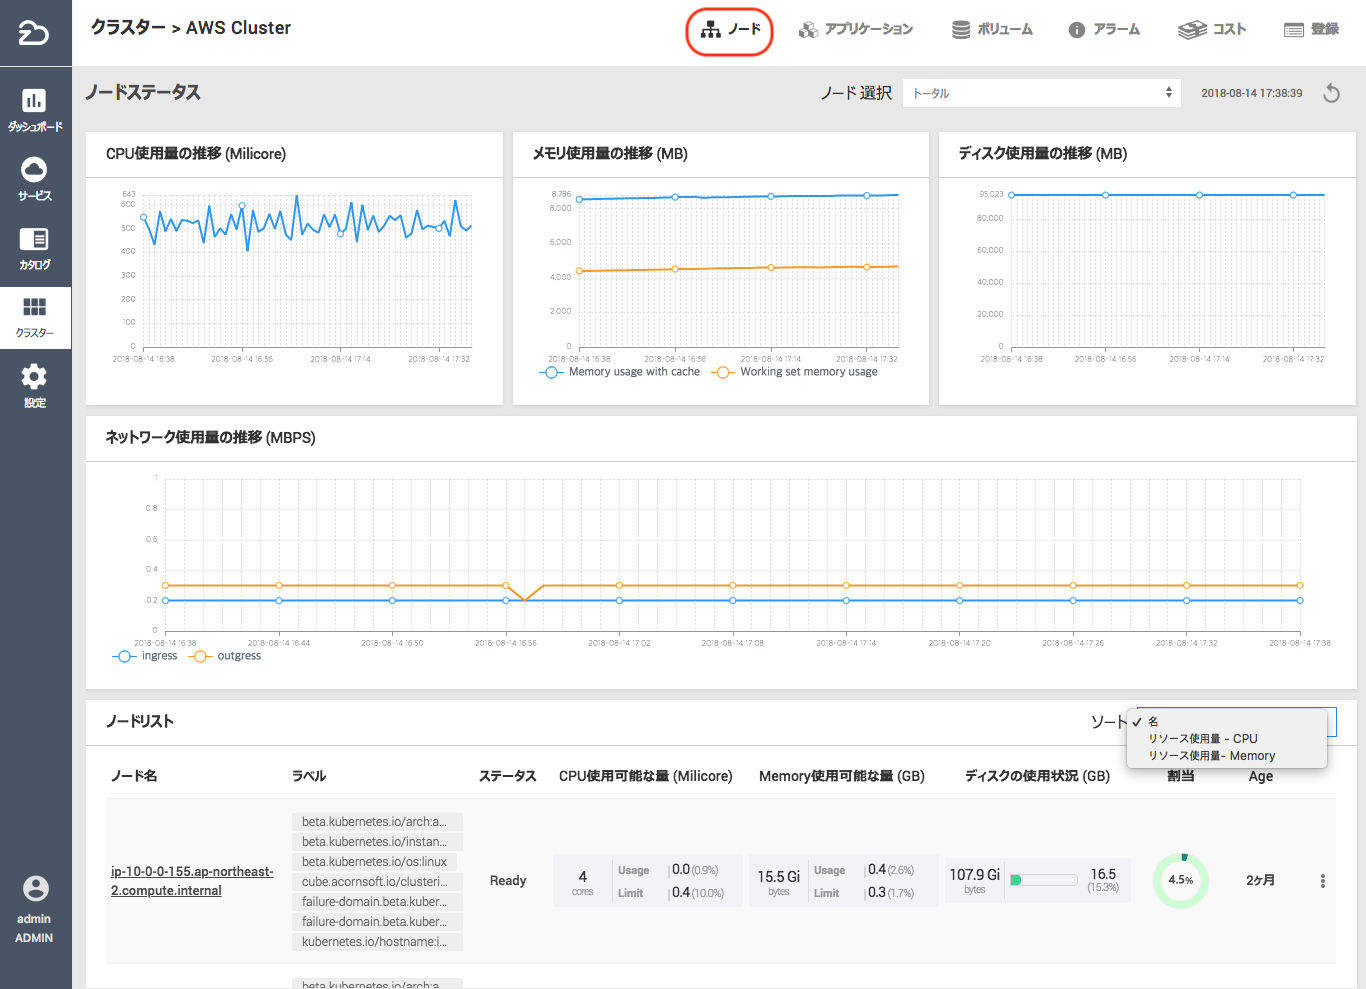 クラスター > AWS Cluster
ノード
アプリケーション
ボリューム
アラーム
コスト
登録
ダッシュボード
サービス
カタログ
クラスター
設定
admin
ADMIN
ノードステータス
ノード 選択
トータル
2018-08-14 17:38:39
CPU使用量の推移 (Milicore)
643
600
500
400
300
200
100
0
2018-08-14 16:38
2018-08-14 16:56
2018-08-14 17:14
2018-08-14 17:32
メモリ使用量の推移 (MB)
8,786
8,000
6,000
4,000
2,000
0
2018-08-14 16:38
2018-08-14 16:56
2018-08-14 17:14
2018-08-14 17:32
Memory usage with cache
Working set memory usage
ディスク使用量の推移 (MB)
95,023
80,000
60,000
40,000
20,000
0
2018-08-14 16:38
2018-08-14 16:56
2018-08-14 17:14
2018-08-14 17:32
ネットワーク使用量の推移 (MBPS)
1
0.8
0.6
0.4
0.2
0
2018-08-14 16:38
2018-08-14 16:44
2018-08-14 16:50
2018-08-14 16:56
2018-08-14 17:02
2018-08-14 17:08
2018-08-14 17:14
2018-08-14 17:20
2018-08-14 17:26
2018-08-14 17:32
2018-08-14 17:38
ingress
outgress
ノードリスト
ソート
✓ 名
リソース使用量 - CPU
リソース使用量- Memory
ノード名
ラベル
ステータス
CPU使用可能な量 (Milicore)
Memory使用可能な量 (GB)
ディスクの使用状況 (GB)
割当
Age
ip-10-0-0-155.ap-northeast-
2.compute.internal
beta.kubernetes.io/arch:a...
beta.kubernetes.io/instan...
beta.kubernetes.io/os:linux
cube.acornsoft.io/clusteri...
failure-domain.beta.kuber...
failure-domain.beta.kuber...
kubernetes.io/hostname:i...
Ready
4
cores
Usage 0.0 (0.9%)
Limit 0.4 (10.0%)
15.5 Gi
bytes
Usage 0.4 (2.6%)
Limit 0.3 (1.7%)
107.9 Gi
bytes
16.5
(15.3%)
4.5%
2ヶ月
beta.kubernetes.io/arch:a...